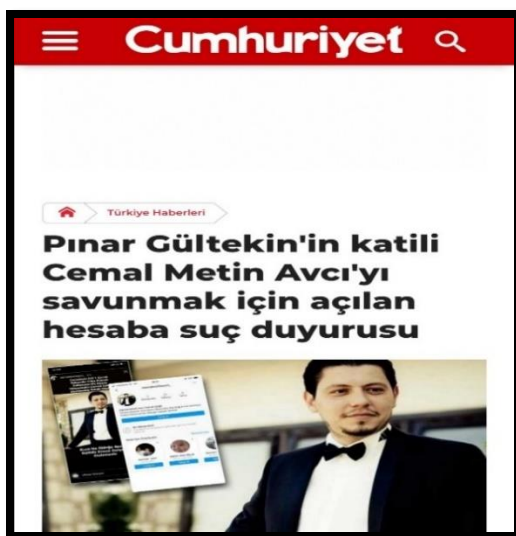 Cumhuriyet
Türkiye Haberleri
Pınar Gültekin'in katili
Cemal Metin Avcı'yı
savunmak için açılan
hesaba suç duyurusu